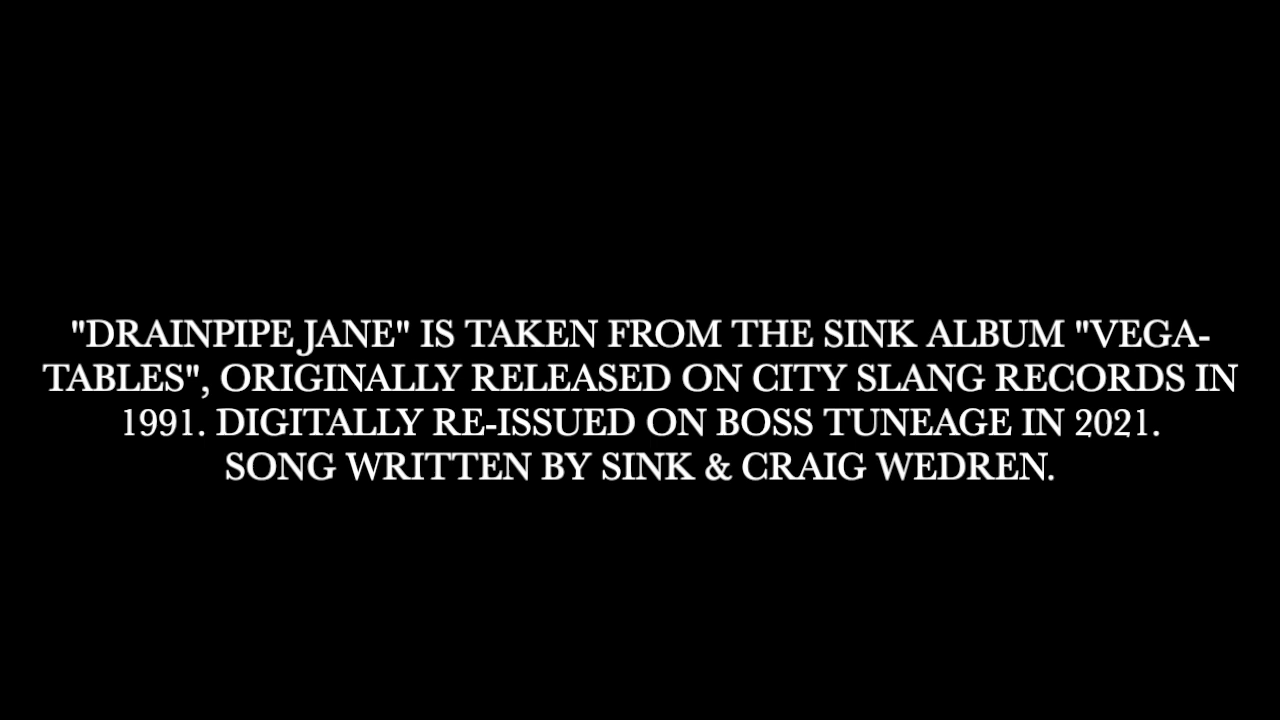 "DRAINPIPE JANE" IS TAKEN FROM THE SINK ALBUM "VEGA-
TABLES", ORIGINALLY RELEASED ON CITY SLANG RECORDS IN
1991. DIGITALLY RE-ISSUED ON BOSS TUNEAGE IN 2021.
SONG WRITTEN BY SINK & CRAIG WEDREN.